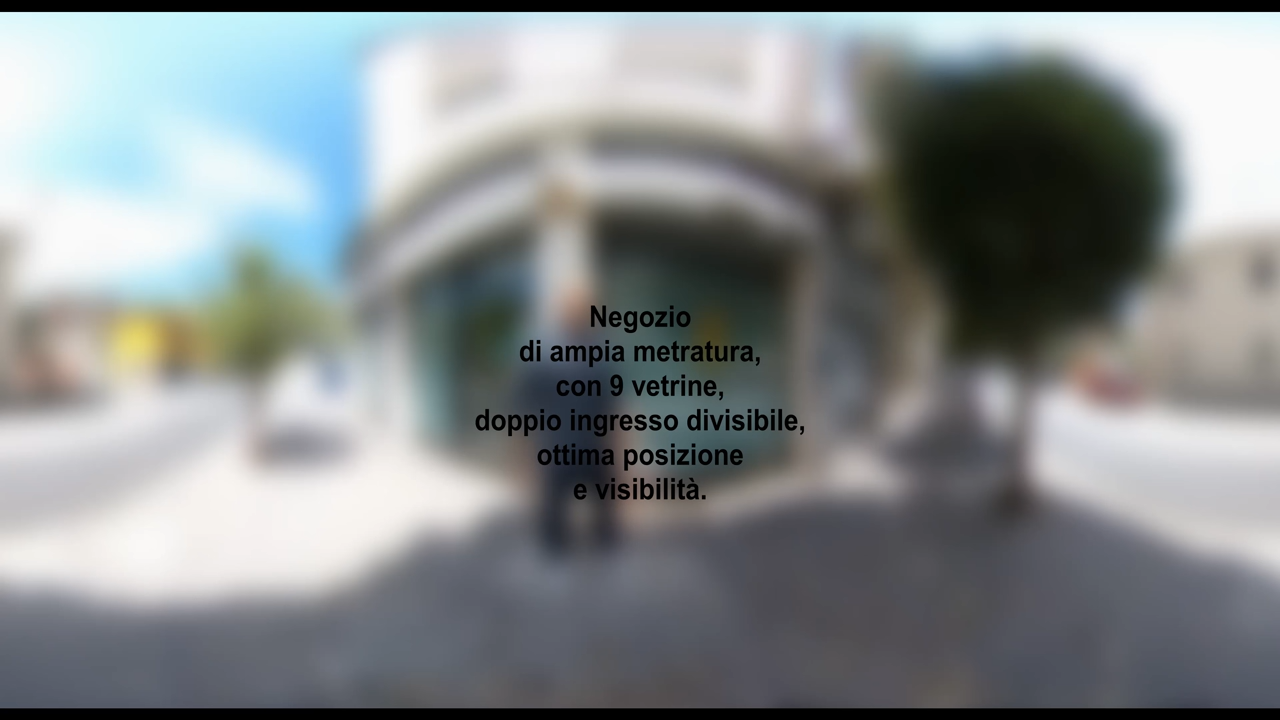 Negozio
di ampia metratura,
con 9 vetrine,
doppio ingresso divisibile,
ottima posizione
e visibilità.